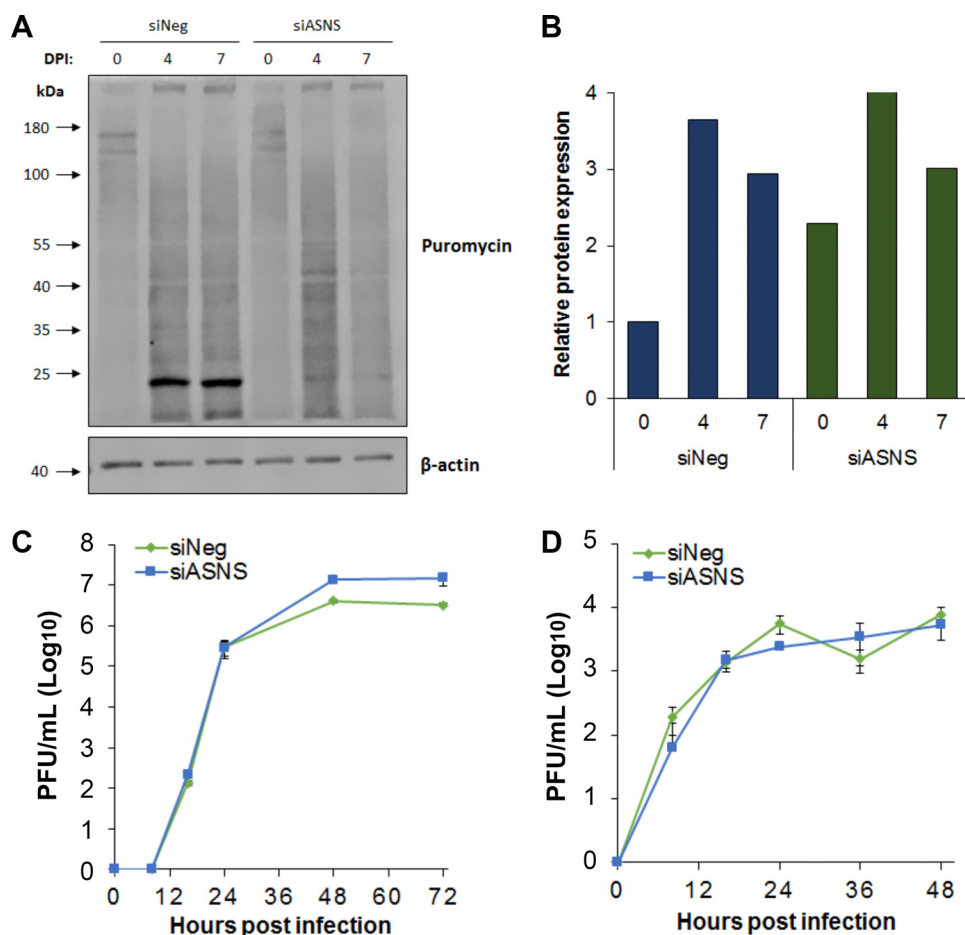 A
siNeg siASNS
DPI: 0 4 7 0 4 7
kDa
180
100
55
40
35
25
Puromycin
40
β-actin
B
Relative protein expression
4
3
2
1
0
0 4 7 0 4 7
siNeg siASNS
C
siNeg
siASNS
PFU/mL (Log10)
8
7
6
5
4
3
2
1
0
0 12 24 36 48 60 72
Hours post infection
D
siNeg
siASNS
PFU/mL (Log10)
5
4
3
2
1
0
0 12 24 36 48
Hours post infection